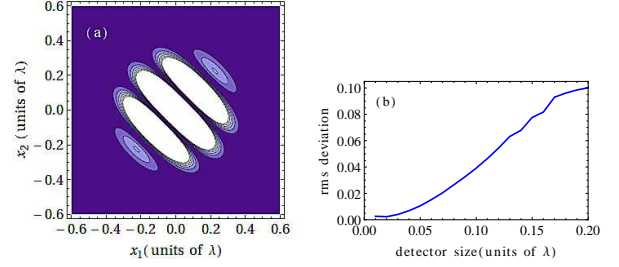 (a)
x₂ (units of λ)
0.6
0.4
0.2
0.0
−0.2
−0.4
−0.6
−0.6 −0.4 −0.2 0.0 0.2 0.4 0.6
x₁(units of λ)
(b)
rms deviation
0.10
0.08
0.06
0.04
0.02
0.00
0.00 0.05 0.10 0.15 0.20
detector size(units of λ)